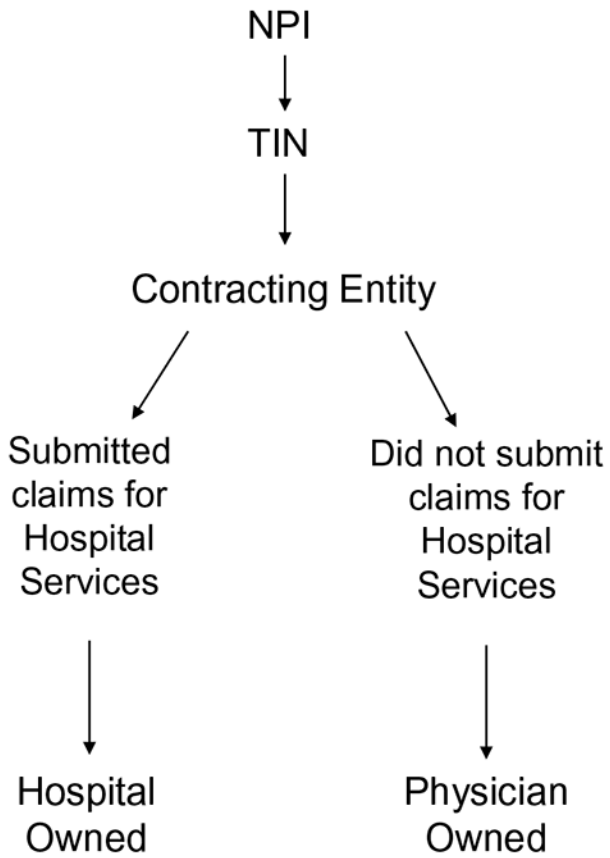 NPI
TIN
Contracting Entity
Submitted
claims for
Hospital
Services
Did not submit
claims for
Hospital
Services
Hospital
Owned
Physician
Owned